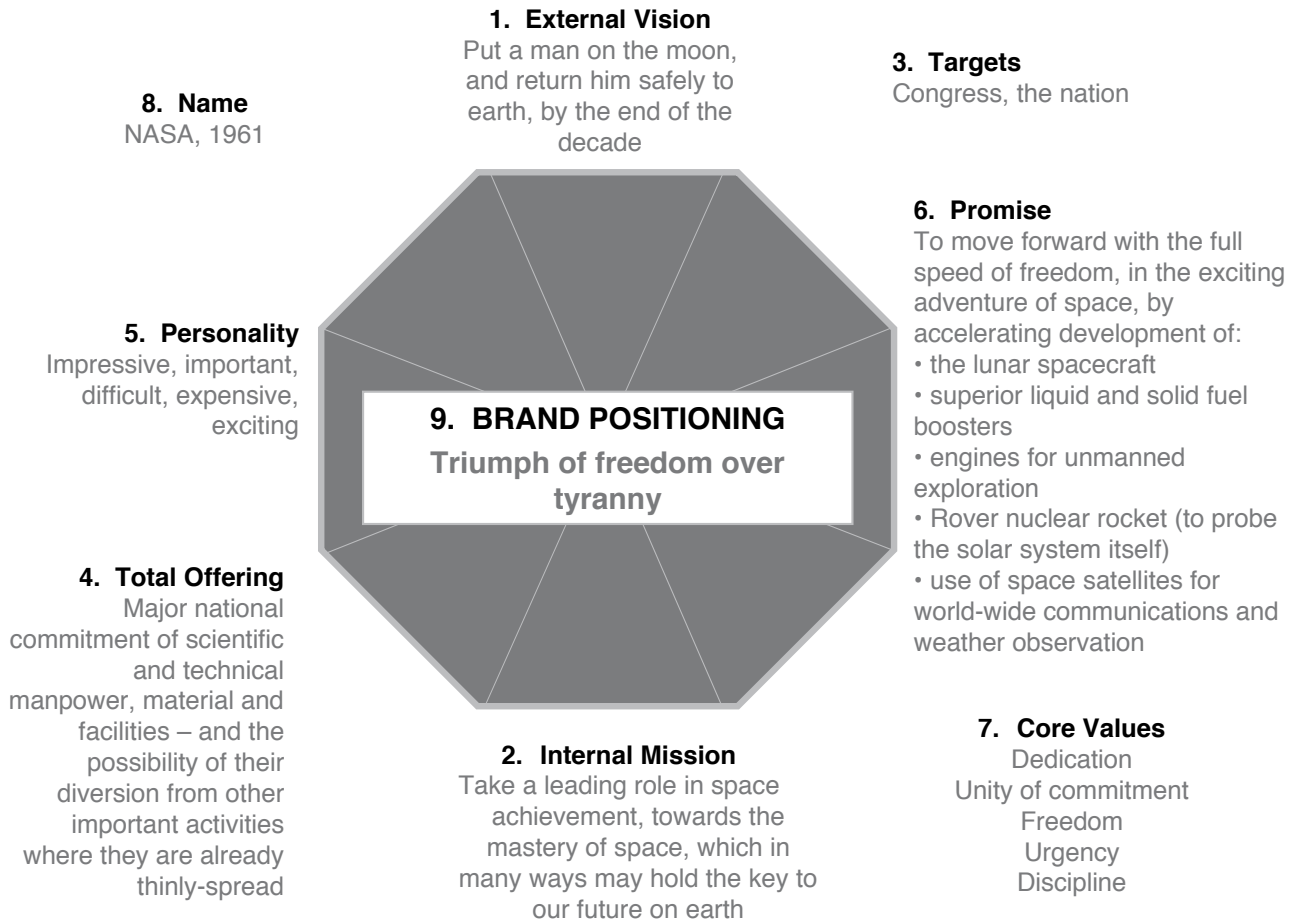 1. External Vision
Put a man on the moon,
and return him safely to
earth, by the end of the
decade
3. Targets
Congress, the nation
8. Name
NASA, 1961
6. Promise
To move forward with the full
speed of freedom, in the exciting
adventure of space, by
accelerating development of:
• the lunar spacecraft
• superior liquid and solid fuel
boosters
• engines for unmanned
exploration
• Rover nuclear rocket (to probe
the solar system itself)
• use of space satellites for
world-wide communications and
weather observation
5. Personality
Impressive, important,
difficult, expensive,
exciting
9. BRAND POSITIONING
Triumph of freedom over
tyranny
4. Total Offering
Major national
commitment of scientific
and technical
manpower, material and
facilities – and the
possibility of their
diversion from other
important activities
where they are already
thinly-spread
2. Internal Mission
Take a leading role in space
achievement, towards the
mastery of space, which in
many ways may hold the key to
our future on earth
7. Core Values
Dedication
Unity of commitment
Freedom
Urgency
Discipline